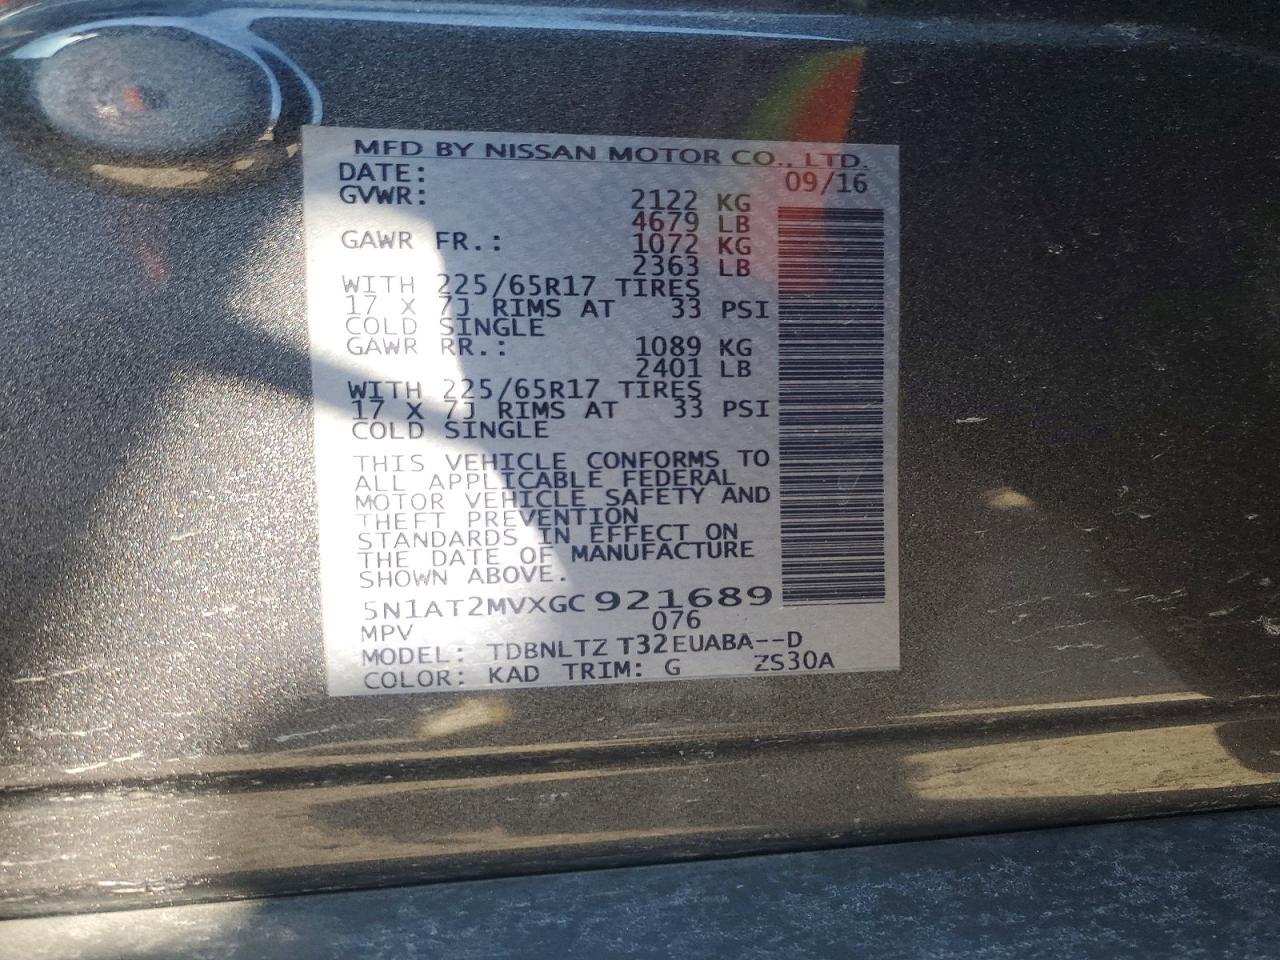 MFD BY NISSAN MOTOR CO., LTD.
DATE: 09/16
GVWR: 2122 KG
4679 LB
GAWR FR.: 1072 KG
2363 LB
WITH 225/65R17 TIRES
17 X 7J RIMS AT 33 PSI
COLD SINGLE
GAWR RR.: 1089 KG
2401 LB
WITH 225/65R17 TIRES
17 X 7J RIMS AT 33 PSI
COLD SINGLE
THIS VEHICLE CONFORMS TO
ALL APPLICABLE FEDERAL
MOTOR VEHICLE SAFETY AND
THEFT PREVENTION
STANDARDS IN EFFECT ON
THE DATE OF MANUFACTURE
SHOWN ABOVE.
5N1AT2MVXGC921689
MPV 076
MODEL: TDBNLTZ T32EUABA--D
COLOR: KAD TRIM: G ZS30A